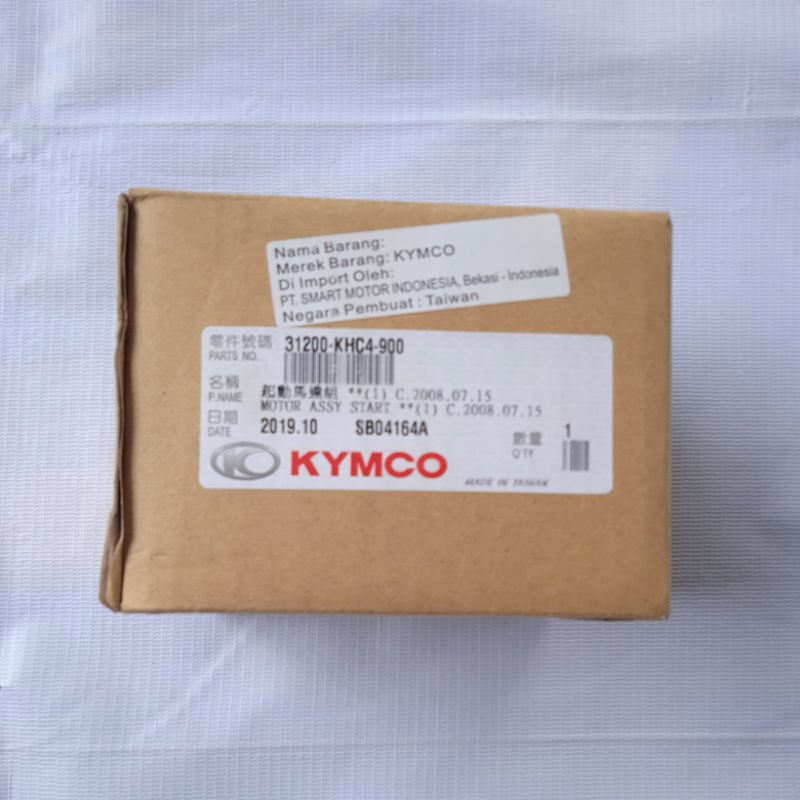 Nama Barang:
Merek Barang: KYMCO
Di Import Oleh:
PT. SMART MOTOR INDONESIA, Bekasi - Indonesia
Negara Pembuat : Taiwan
零件號碼 31200-KHC4-900
PARTS NO.
名稱 起動馬達組 **(1) C.2008.07.15
P.NAME MOTOR ASSY START **(1) C.2008.07.15
日期 2019.10 SB04164A 數量 1
DATE Q'TY
KC KYMCO
MADE IN TAIWAN